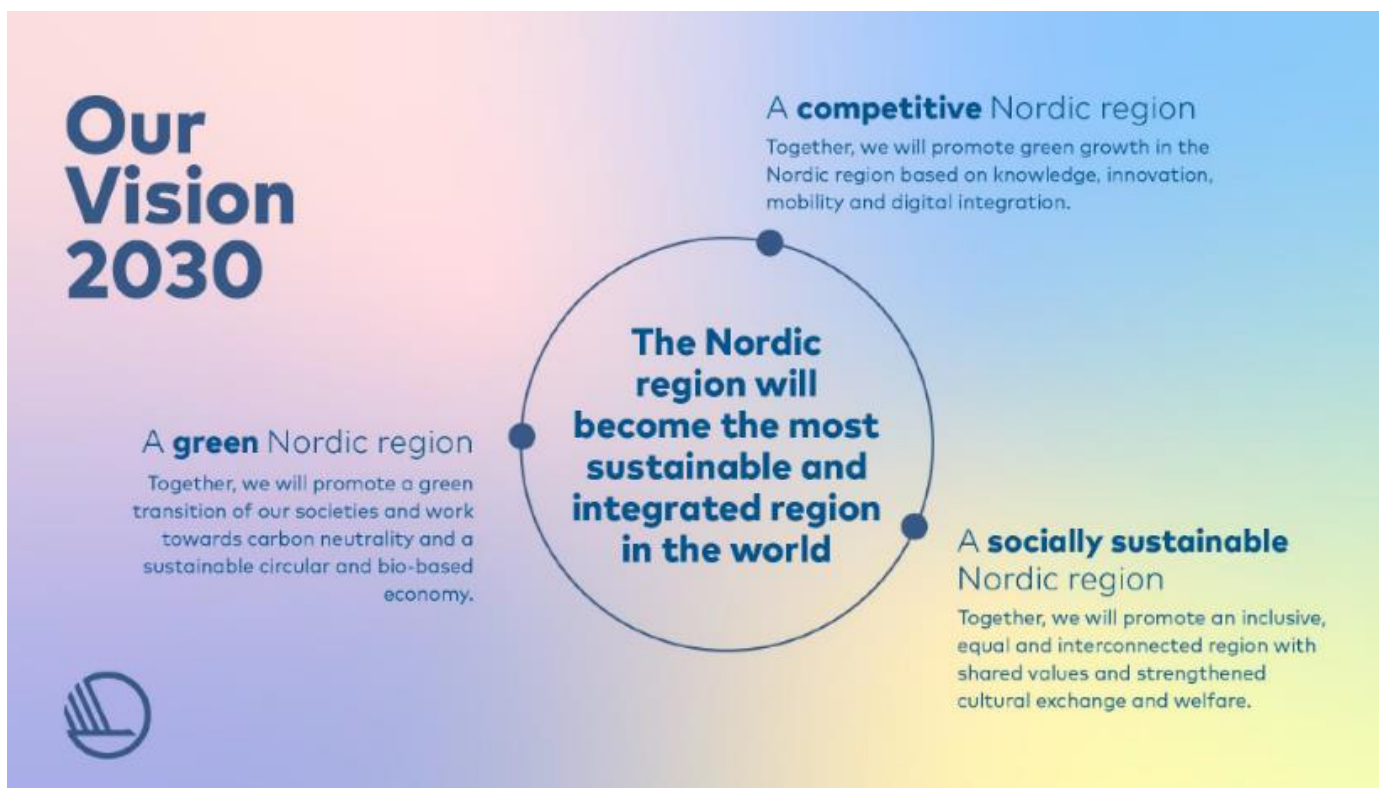 Our
Vision
2030
A competitive Nordic region
Together, we will promote green growth in the
Nordic region based on knowledge, innovation,
mobility and digital integration.
The Nordic
region will
become the most
sustainable and
integrated region
in the world
A green Nordic region
Together, we will promote a green
transition of our societies and work
towards carbon neutrality and a
sustainable circular and bio-based
economy.
A socially sustainable
Nordic region
Together, we will promote an inclusive,
equal and interconnected region with
shared values and strengthened
cultural exchange and welfare.